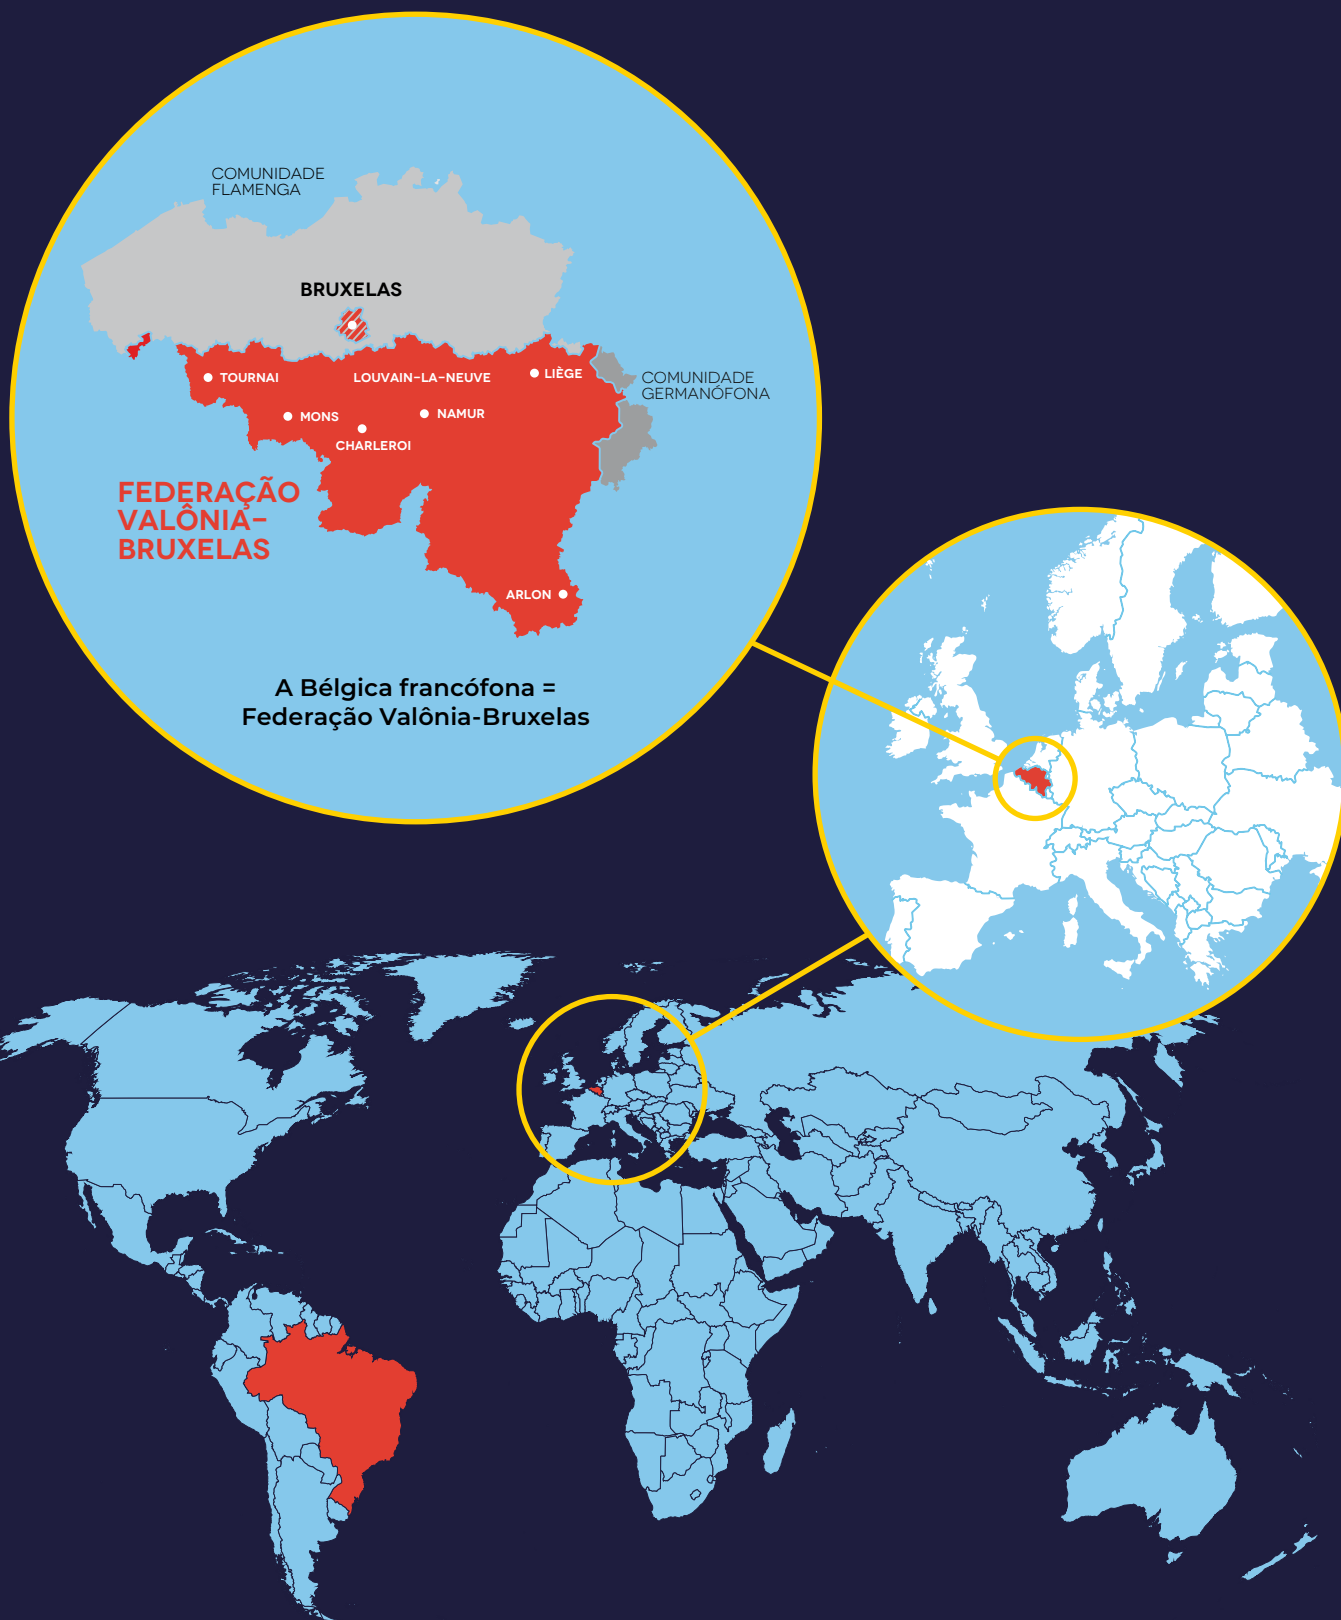 COMUNIDADE
FLAMENGA
BRUXELAS
TOURNAI
LOUVAIN-LA-NEUVE
LIÈGE
COMUNIDADE
GERMANÓFONA
MONS
NAMUR
CHARLEROI
FEDERAÇÃO
VALÔNIA-
BRUXELAS
ARLON
A Bélgica francófona =
Federação Valônia-Bruxelas